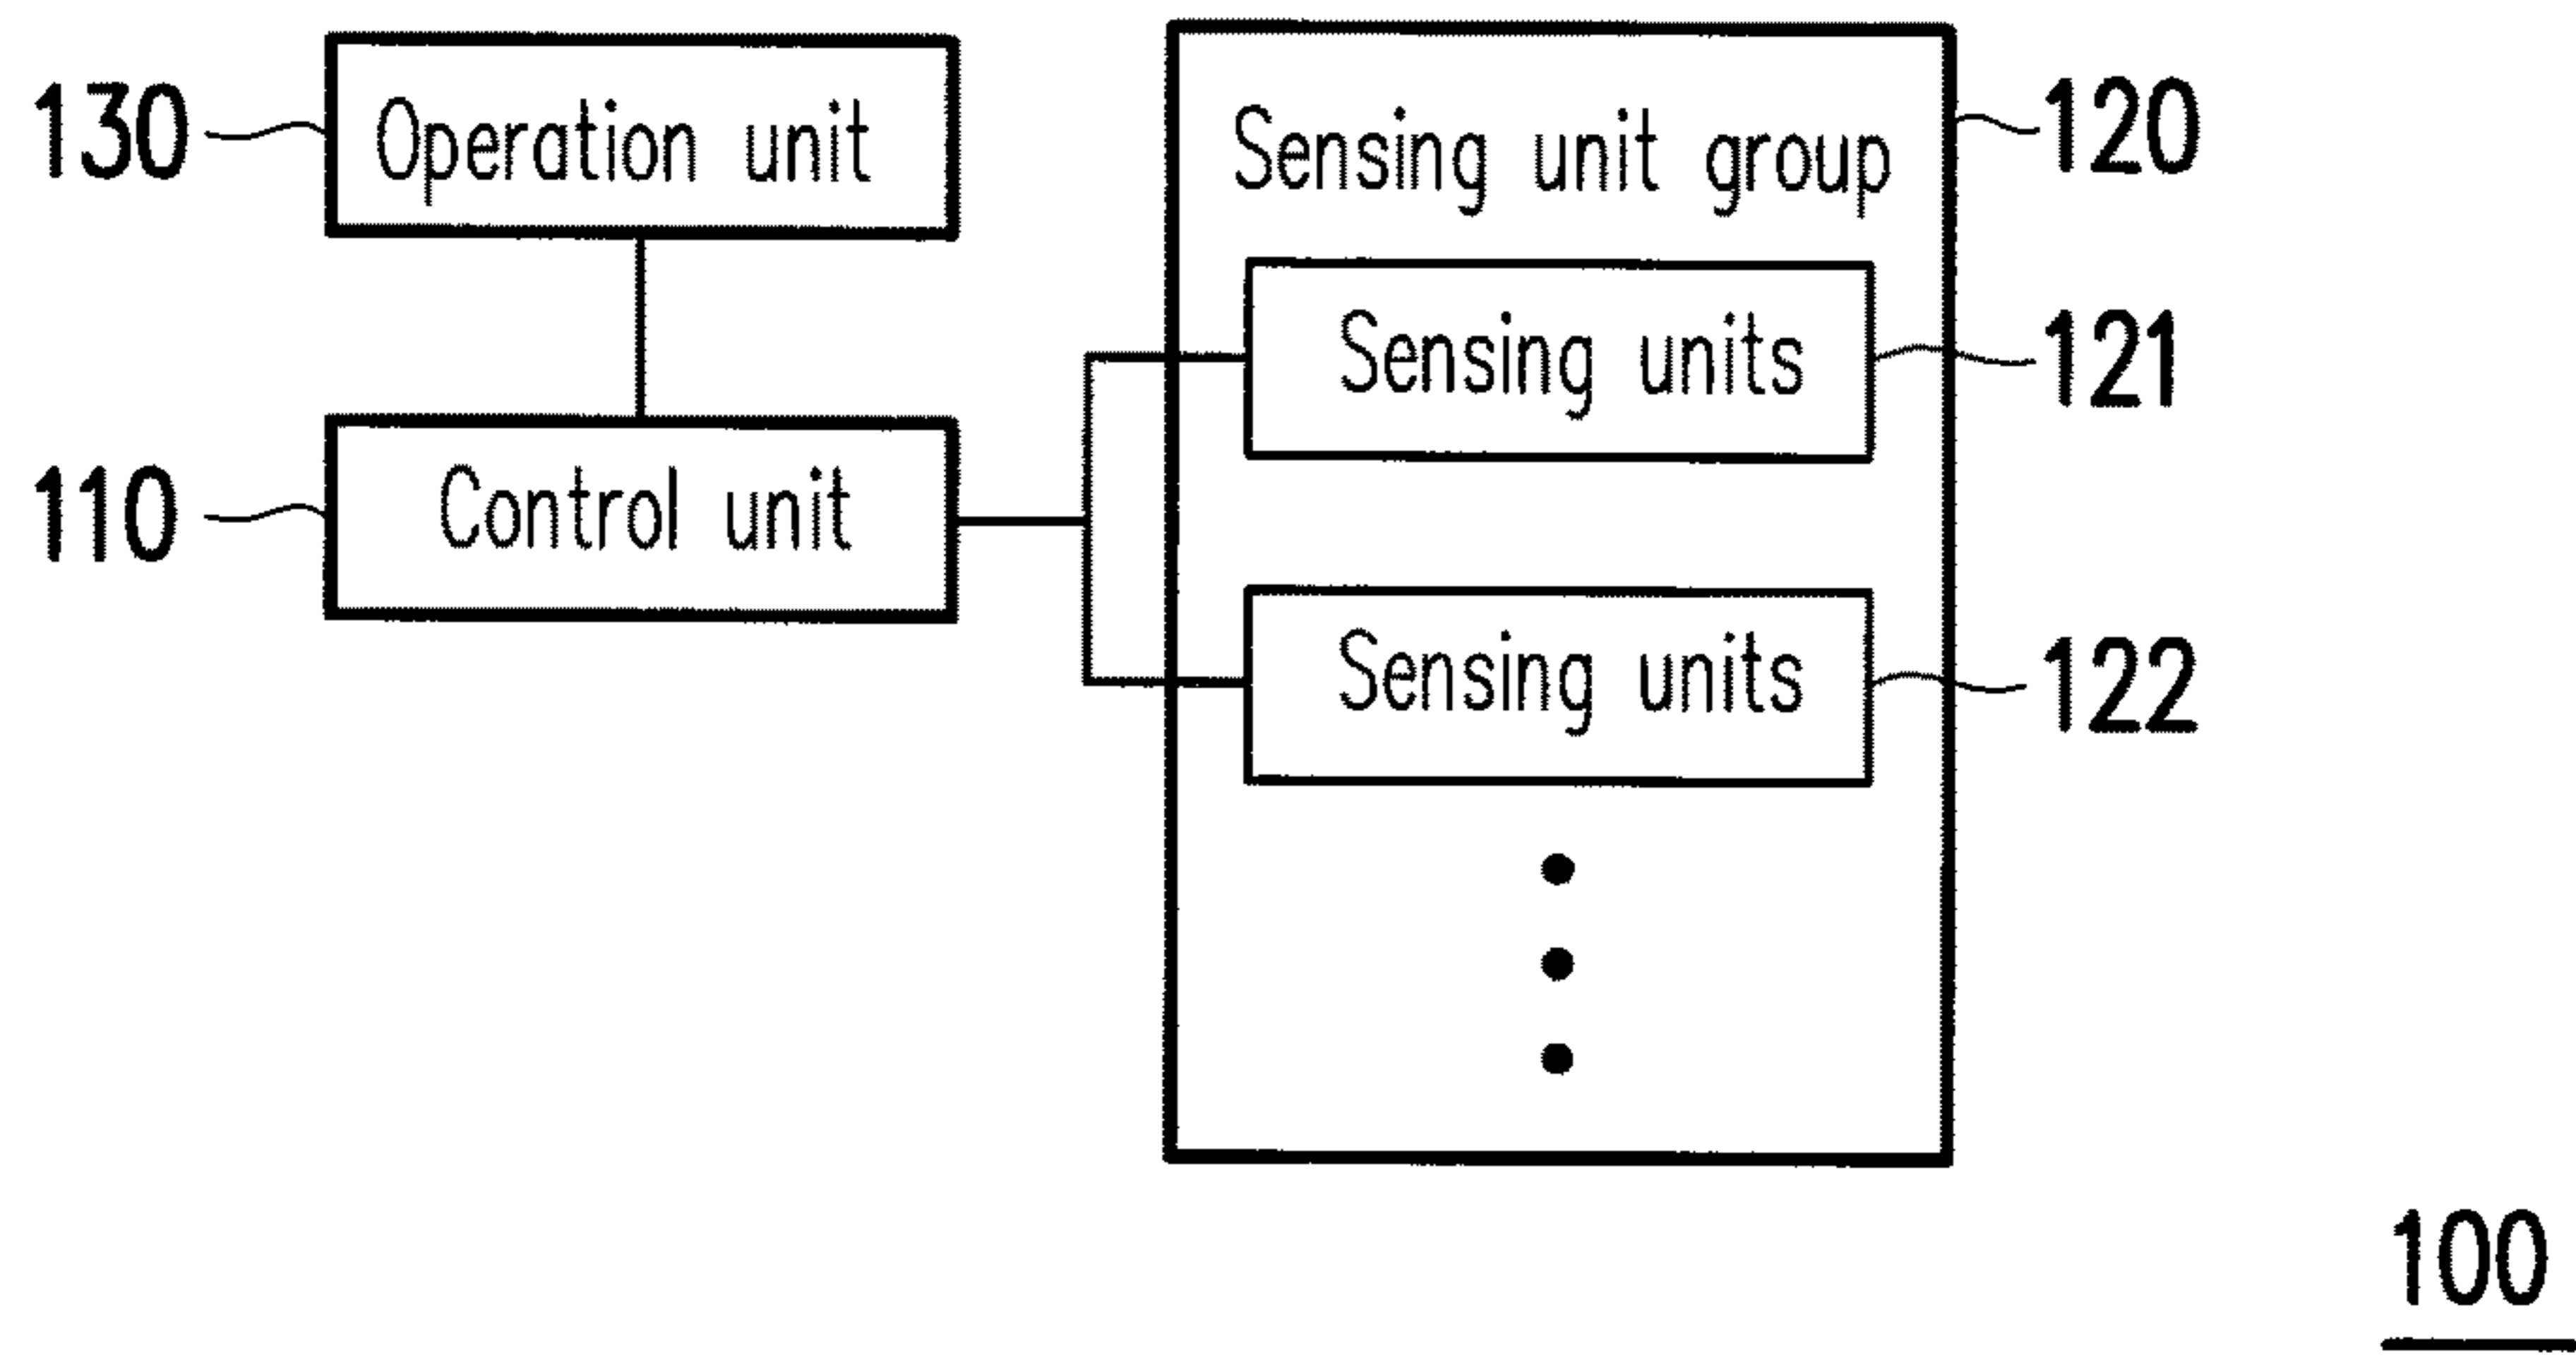 130
Operation unit
Sensing unit group
120
Sensing units
121
110
Control unit
Sensing units
122
100